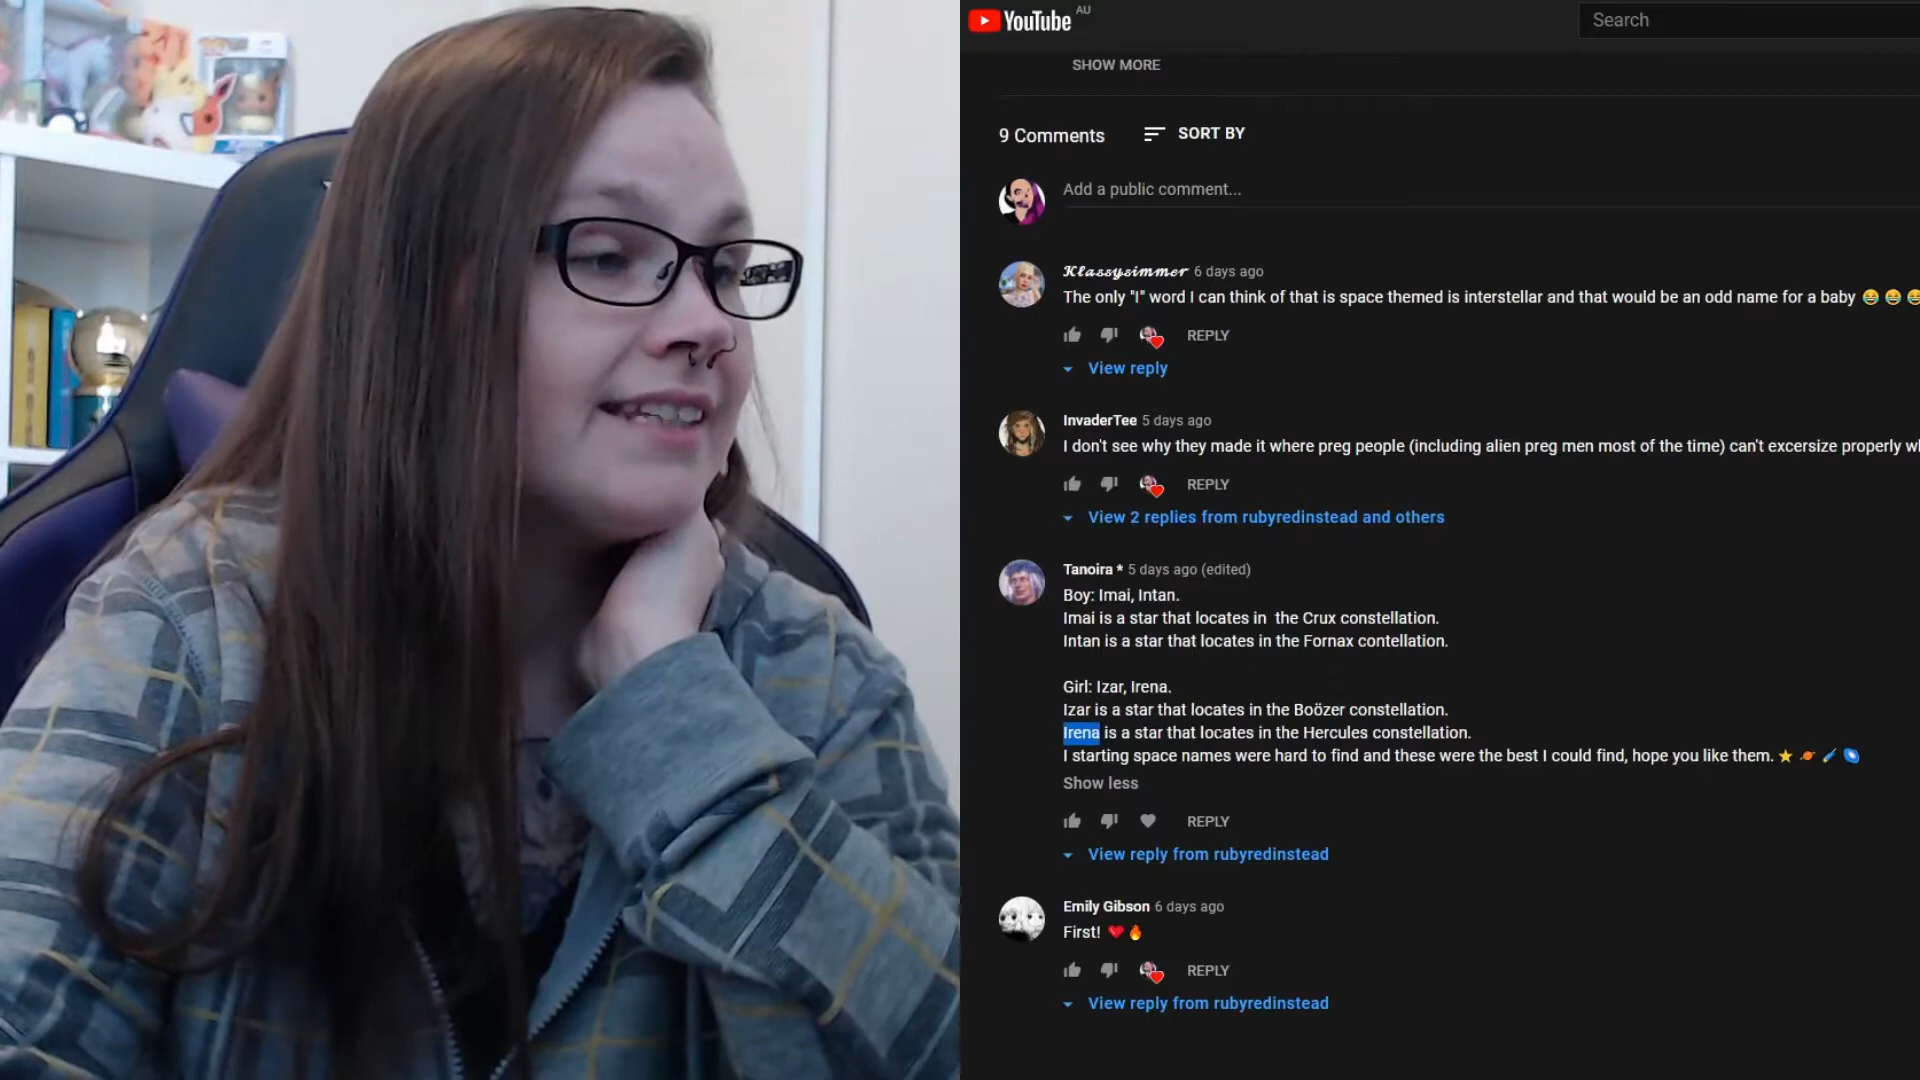 YouTube AU
Search
SHOW MORE
9 Comments SORT BY
Add a public comment...
Klassysimmer 6 days ago
The only "I" word I can think of that is space themed is interstellar and that would be an odd name for a baby 😂 😂 😂
REPLY
View reply
InvaderTee 5 days ago
I don't see why they made it where preg people (including alien preg men most of the time) can't excersize properly
REPLY
View 2 replies from rubyredinstead and others
Tanoira * 5 days ago (edited)
Boy: Imai, Intan.
Imai is a star that locates in the Crux constellation.
Intan is a star that locates in the Fornax contellation.
Girl: Izar, Irena.
Izar is a star that locates in the Boözer constellation.
Irena is a star that locates in the Hercules constellation.
I starting space names were hard to find and these were the best I could find, hope you like them.
Show less
REPLY
View reply from rubyredinstead
Emily Gibson 6 days ago
First! ❤️🔥
REPLY
View reply from rubyredinstead